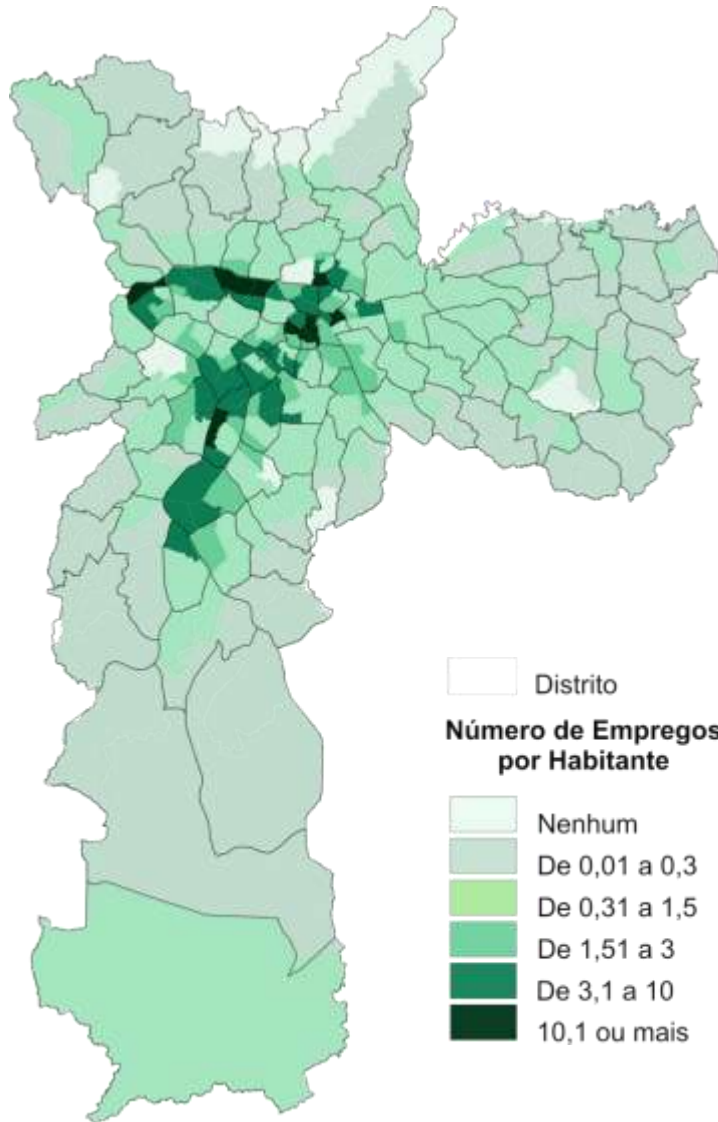 Distrito
Número de Empregos
por Habitante
Nenhum
De 0,01 a 0,3
De 0,31 a 1,5
De 1,51 a 3
De 3,1 a 10
10,1 ou mais